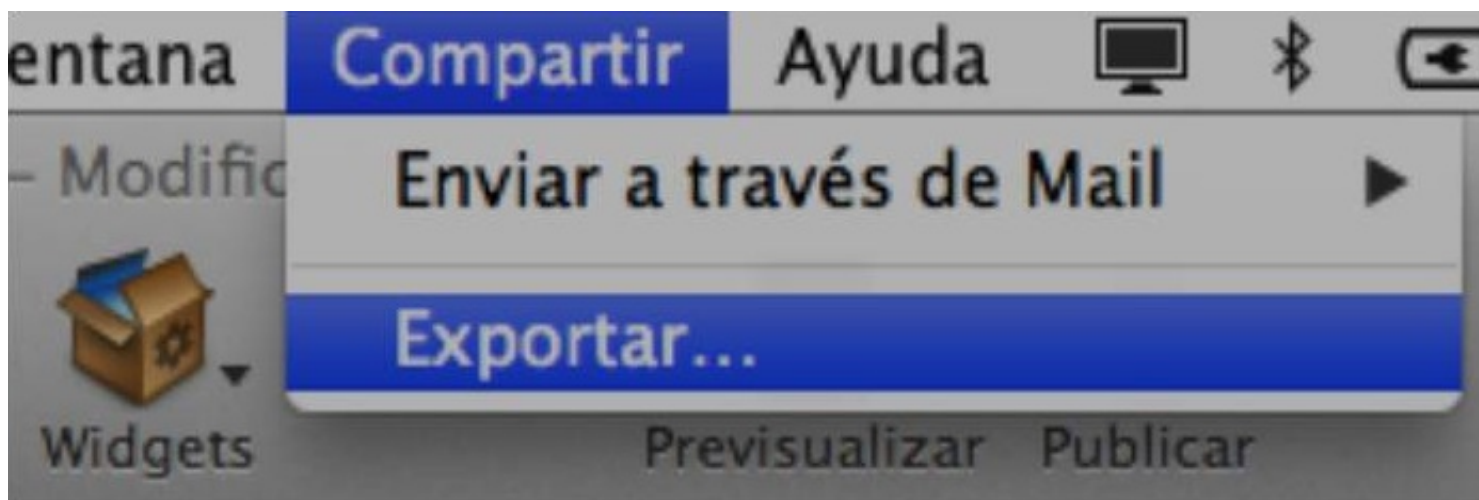 entana Compartir Ayuda
– Modific
Enviar a través de Mail
Exportar...
Widgets Previsualizar Publicar